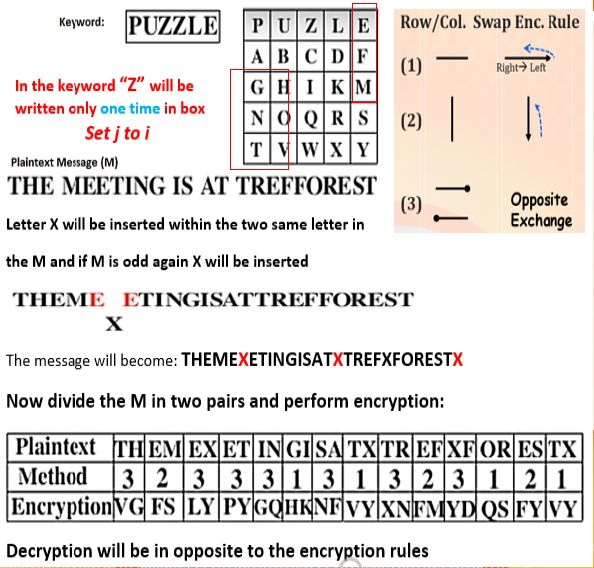 Keyword: PUZZLE
In the keyword “Z” will be
written only one time in box
Set j to i
P U Z L E
A B C D F
G H I K M
N O Q R S
T V W X Y
Row/Col. Swap Enc. Rule
(1) Right→ Left
(2)
(3) Opposite
Exchange
Plaintext Message (M)
THE MEETING IS AT TREFFOREST
Letter X will be inserted within the two same letter in
the M and if M is odd again X will be inserted
THEME ETINGISATTREFFOREST
X
The message will become: THEMEXETINGISATXTREFXFORESTX
Now divide the M in two pairs and perform encryption:
Plaintext TH EM EX ET IN GI SA TX TR EF XF OR ES TX
Method 3 2 3 3 3 1 3 1 3 2 3 1 2 1
Encryption VG FS LY PY GQ HK NF VY XN FM YD QS FY VY
Decryption will be in opposite to the encryption rules